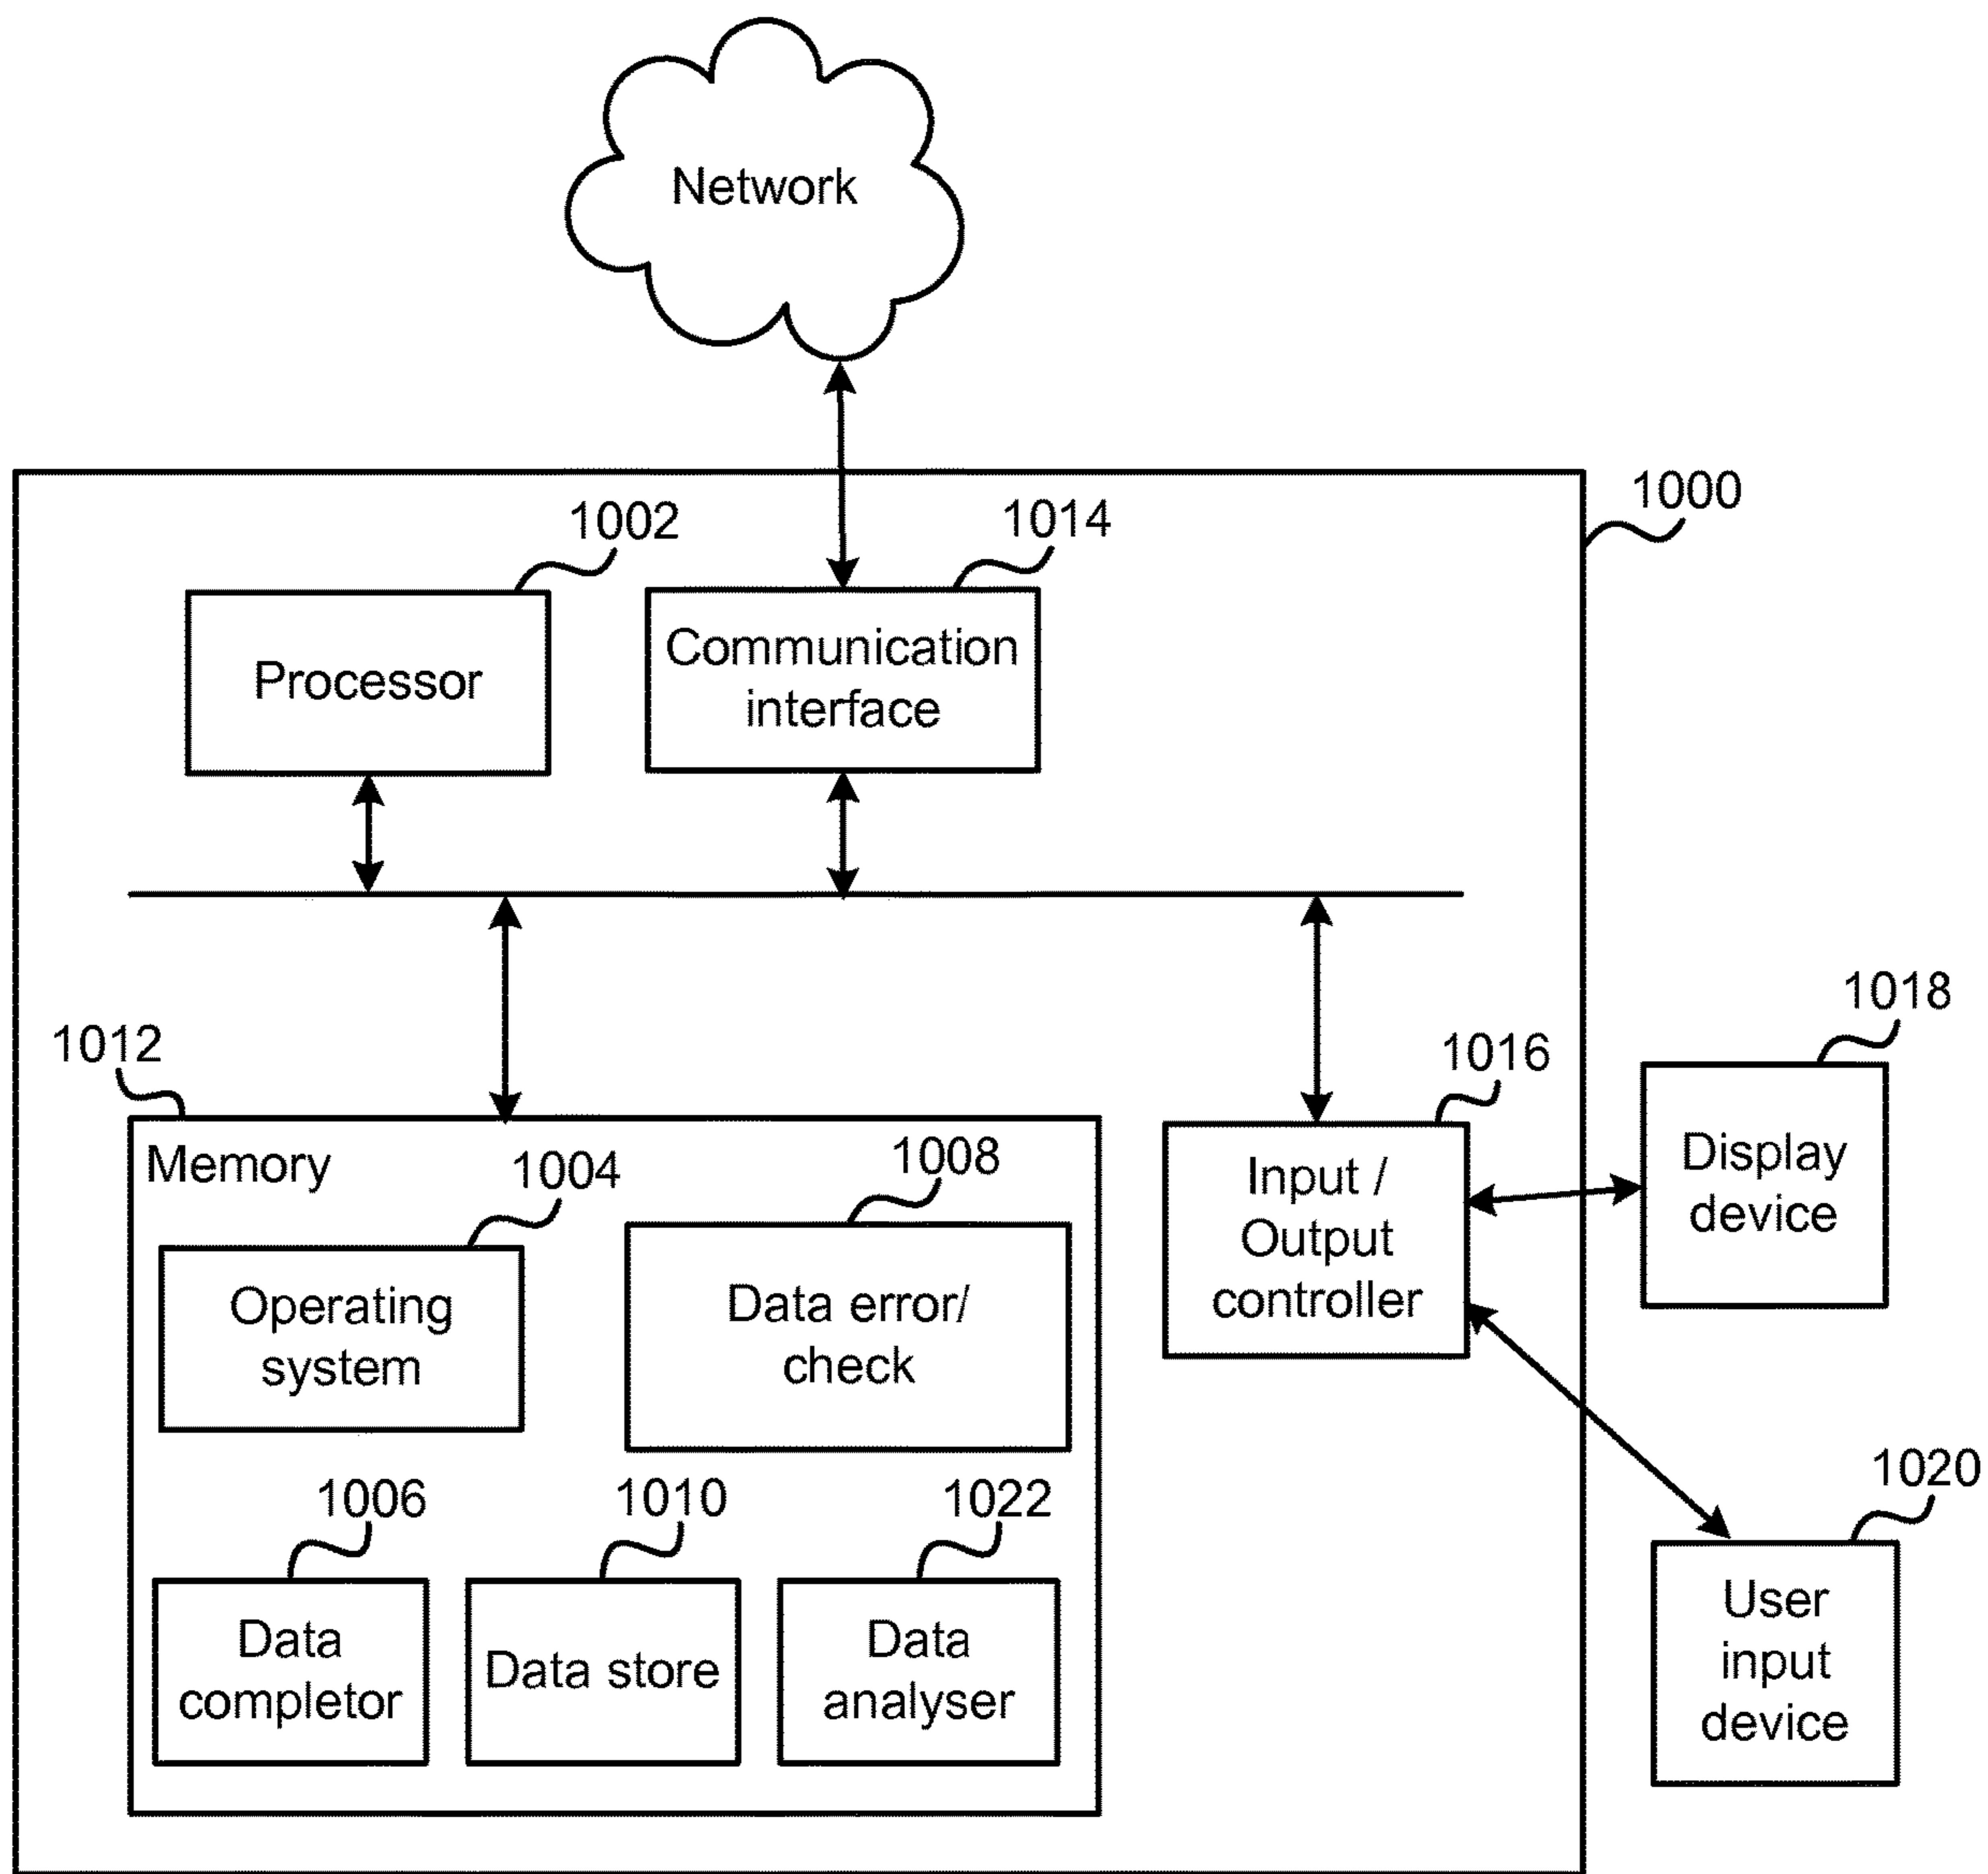 Network
1000
1002
1014
Processor
Communication
interface
1012
1016
1018
Memory
1004
1008
Input /
Output
controller
Display
device
Operating
system
Data error/
check
1006
1010
1022
1020
Data
completor
Data store
Data
analyser
User
input
device